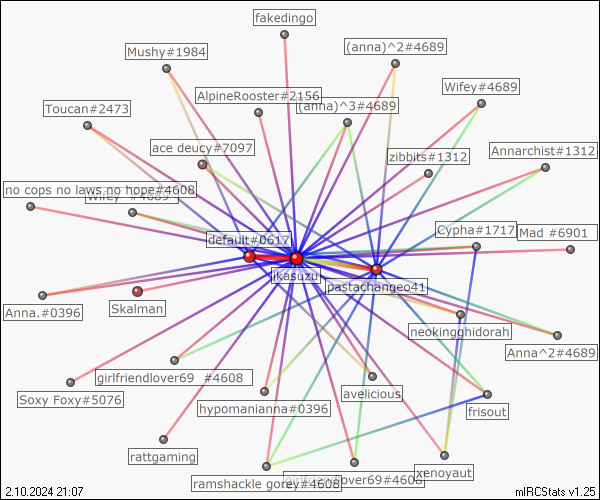 fakedingo
(anna)^2#4689
Mushy#1984
Wifey#4689
AlpineRooster#2156
(anna)^3#4689
Toucan#2473
ace deucy#7097
zibbits#1312
Annarchist#1312
no cops no laws no hope#4608
Wifey #4689
Cypha#1717
Mad #6901
default#0617
ikasuzu
pastachangeo41
Anna.#0396
Skalman
neokingghidorah
Anna^2#4689
girlfriendlover69 #4608
avelicious
Soxy Foxy#5076
hypomanianna#0396
frisout
rattgaming
xenoyaut
ramshackle gorey#4608
girlfriendlover69#4608
2.10.2024 21:07
mIRCStats v1.25